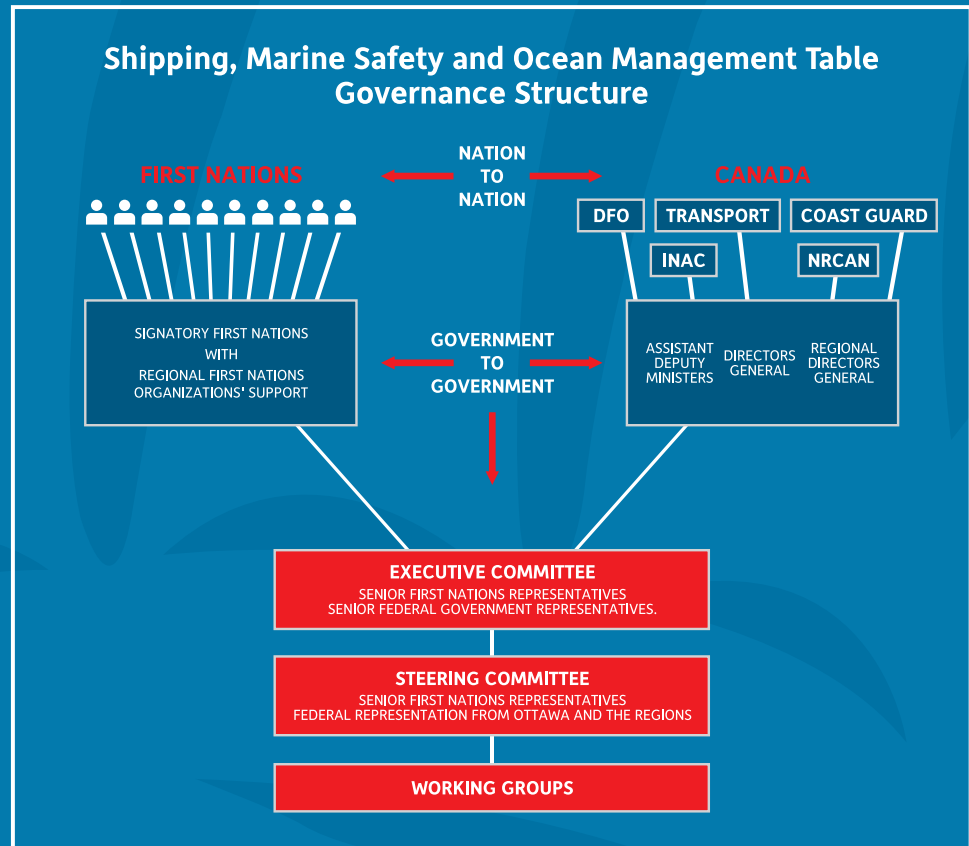 Shipping, Marine Safety and Ocean Management Table
Governance Structure
NATION
TO
NATION
FIRST NATIONS
CANADA
DFO
TRANSPORT
COAST GUARD
INAC
NRCAN
SIGNATORY FIRST NATIONS
WITH
REGIONAL FIRST NATIONS
ORGANIZATIONS' SUPPORT
GOVERNMENT
TO
GOVERNMENT
ASSISTANT
DEPUTY
MINISTERS
DIRECTORS
GENERAL
REGIONAL
DIRECTORS
GENERAL
EXECUTIVE COMMITTEE
SENIOR FIRST NATIONS REPRESENTATIVES
SENIOR FEDERAL GOVERNMENT REPRESENTATIVES.
STEERING COMMITTEE
SENIOR FIRST NATIONS REPRESENTATIVES
FEDERAL REPRESENTATION FROM OTTAWA AND THE REGIONS
WORKING GROUPS